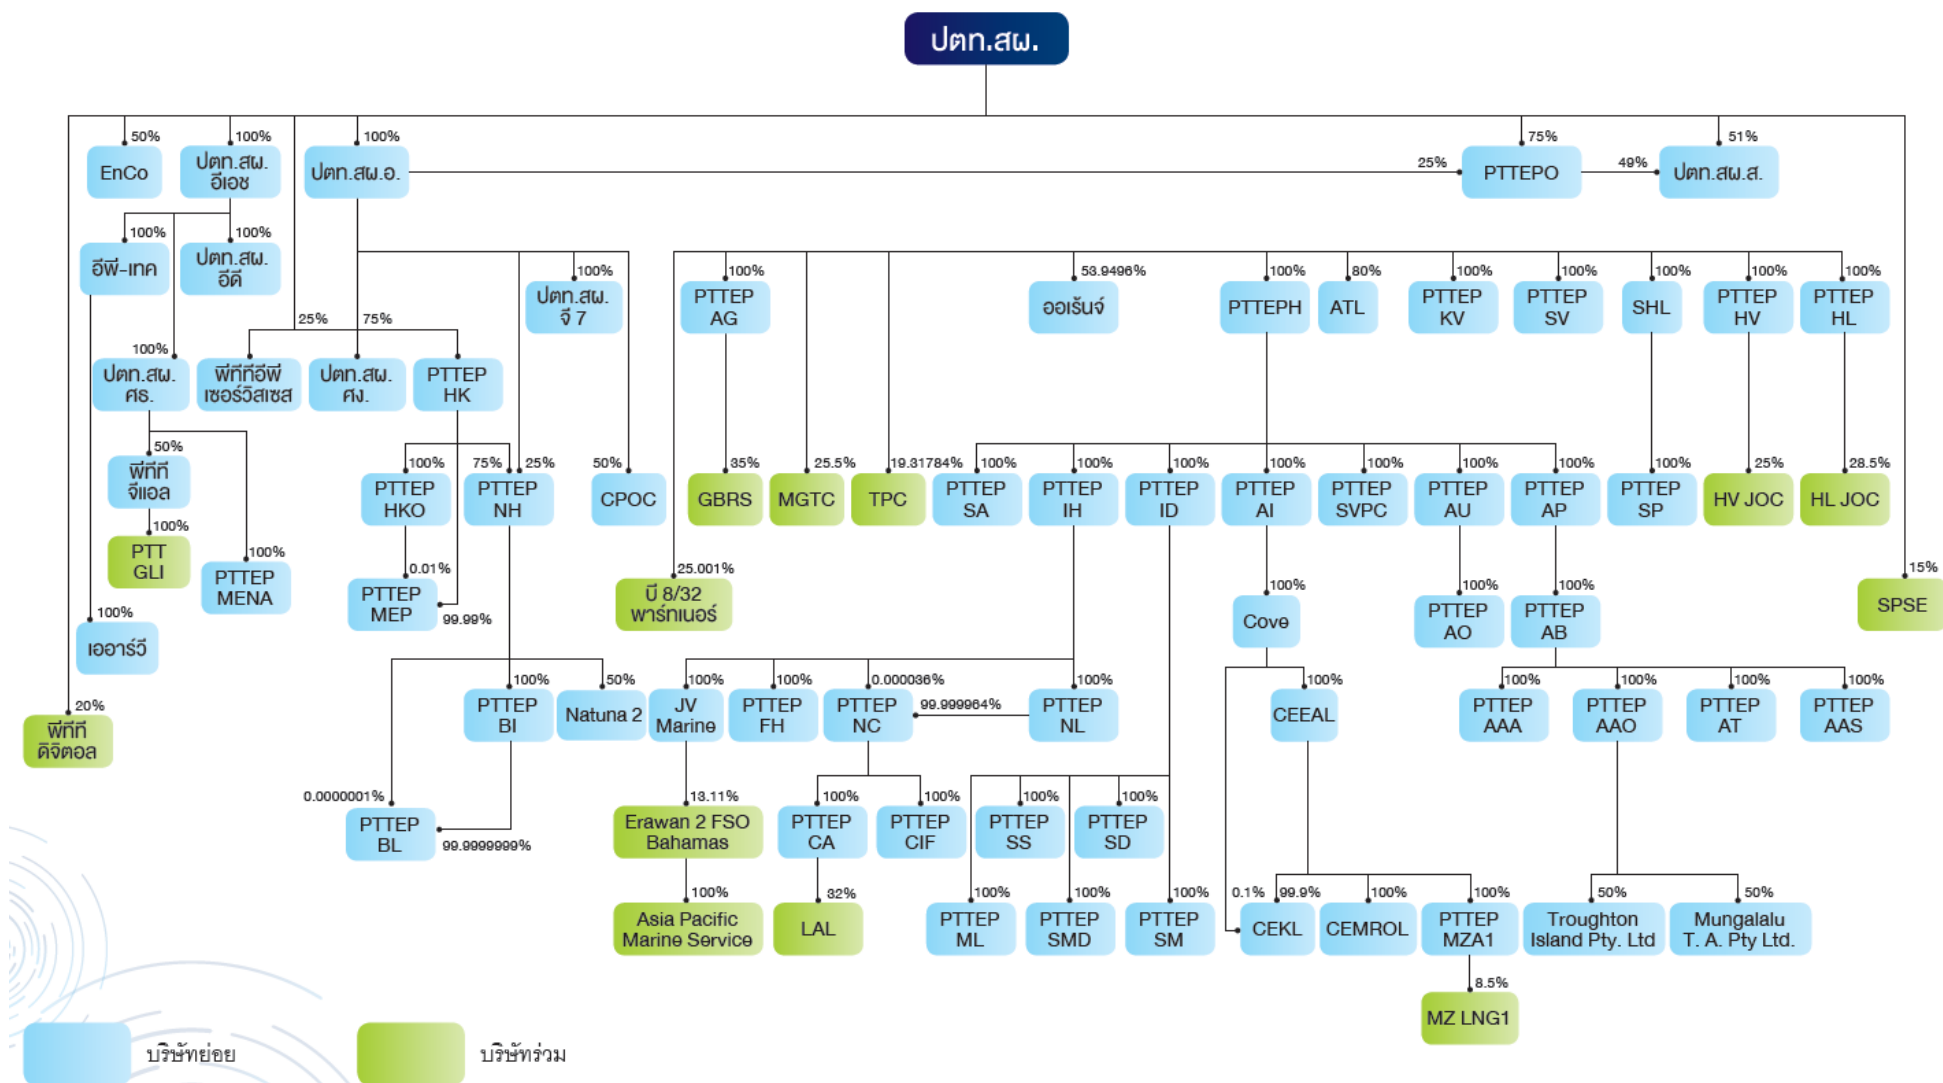 ปตท.สผ.
50%
100%
100%
75%
51%
EnCo
ปตท.สผ.
อีเอช
ปตท.สผ.อ.
25%
PTTEPO
49%
ปตท.สผ.ส.
100%
100%
อีพี-เทค
ปตท.สผ.
อีดี
100%
ปตท.สผ.
จี 7
100%
PTTEP
AG
53.9496%
ออเร้นจ์
100%
PTTEPH
80%
ATL
100%
PTTEP
KV
100%
PTTEP
SV
100%
SHL
100%
PTTEP
HV
100%
PTTEP
HL
25%
75%
100%
ปตท.สผ.
ศธ.
พีทีทีอีพี
เซอร์วิสเซส
ปตท.สผ.
ศง.
PTTEP
HK
50%
พีทีที
จีแอล
100%
PTTEP
HKO
75%
25%
PTTEP
NH
50%
CPOC
35%
GBRS
25.5%
MGTC
19.31784%
TPC
100%
PTTEP
SA
100%
PTTEP
IH
100%
PTTEP
ID
100%
PTTEP
AI
100%
PTTEP
SVPC
100%
PTTEP
AU
100%
PTTEP
AP
100%
PTTEP
SP
25%
HV JOC
28.5%
HL JOC
100%
PTT
GLI
100%
PTTEP
MENA
0.01%
PTTEP
MEP
99.99%
25.001%
บี 8/32
พาร์ทเนอร์
100%
Cove
100%
PTTEP
AO
100%
PTTEP
AB
15%
SPSE
100%
เออาร์วี
20%
พีทีที
ดิจิตอล
100%
PTTEP
BI
50%
Natuna 2
100%
JV
Marine
100%
PTTEP
FH
0.000036%
PTTEP
NC
99.999964%
100%
PTTEP
NL
100%
CEEAL
100%
PTTEP
AAA
100%
PTTEP
AAO
100%
PTTEP
AT
100%
PTTEP
AAS
0.0000001%
PTTEP
BL
99.9999999%
13.11%
Erawan 2 FSO
Bahamas
100%
PTTEP
CA
100%
PTTEP
CIF
100%
PTTEP
SS
100%
PTTEP
SD
100%
Asia Pacific
Marine Service
32%
LAL
100%
PTTEP
ML
100%
PTTEP
SMD
100%
PTTEP
SM
0.1%
99.9%
CEKL
100%
CEMROL
100%
PTTEP
MZA1
50%
Troughton
Island Pty. Ltd
50%
Mungalalu
T. A. Pty Ltd.
8.5%
MZ LNG1
บริษัทย่อย
บริษัทร่วม